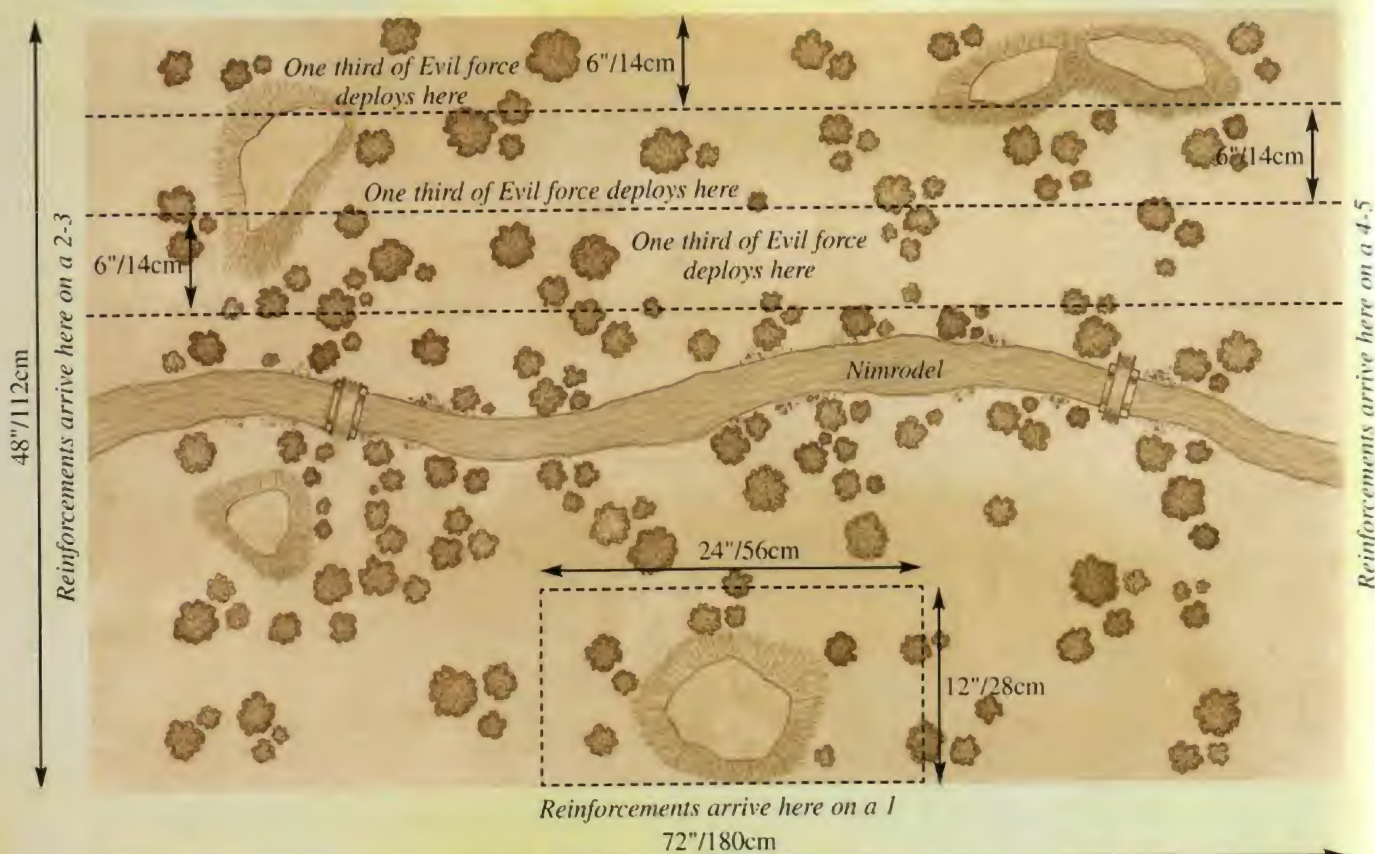 One third of Evil force
deploys here
6"/14cm
6"/14cm
One third of Evil force deploys here
One third of Evil force
deploys here
6"/14cm
48"/112cm
Reinforcements arrive here on a 2-3
Reinforcements arrive here on a 4-5
Nimrodel
24"/56cm
12"/28cm
Reinforcements arrive here on a 1
72"/180cm